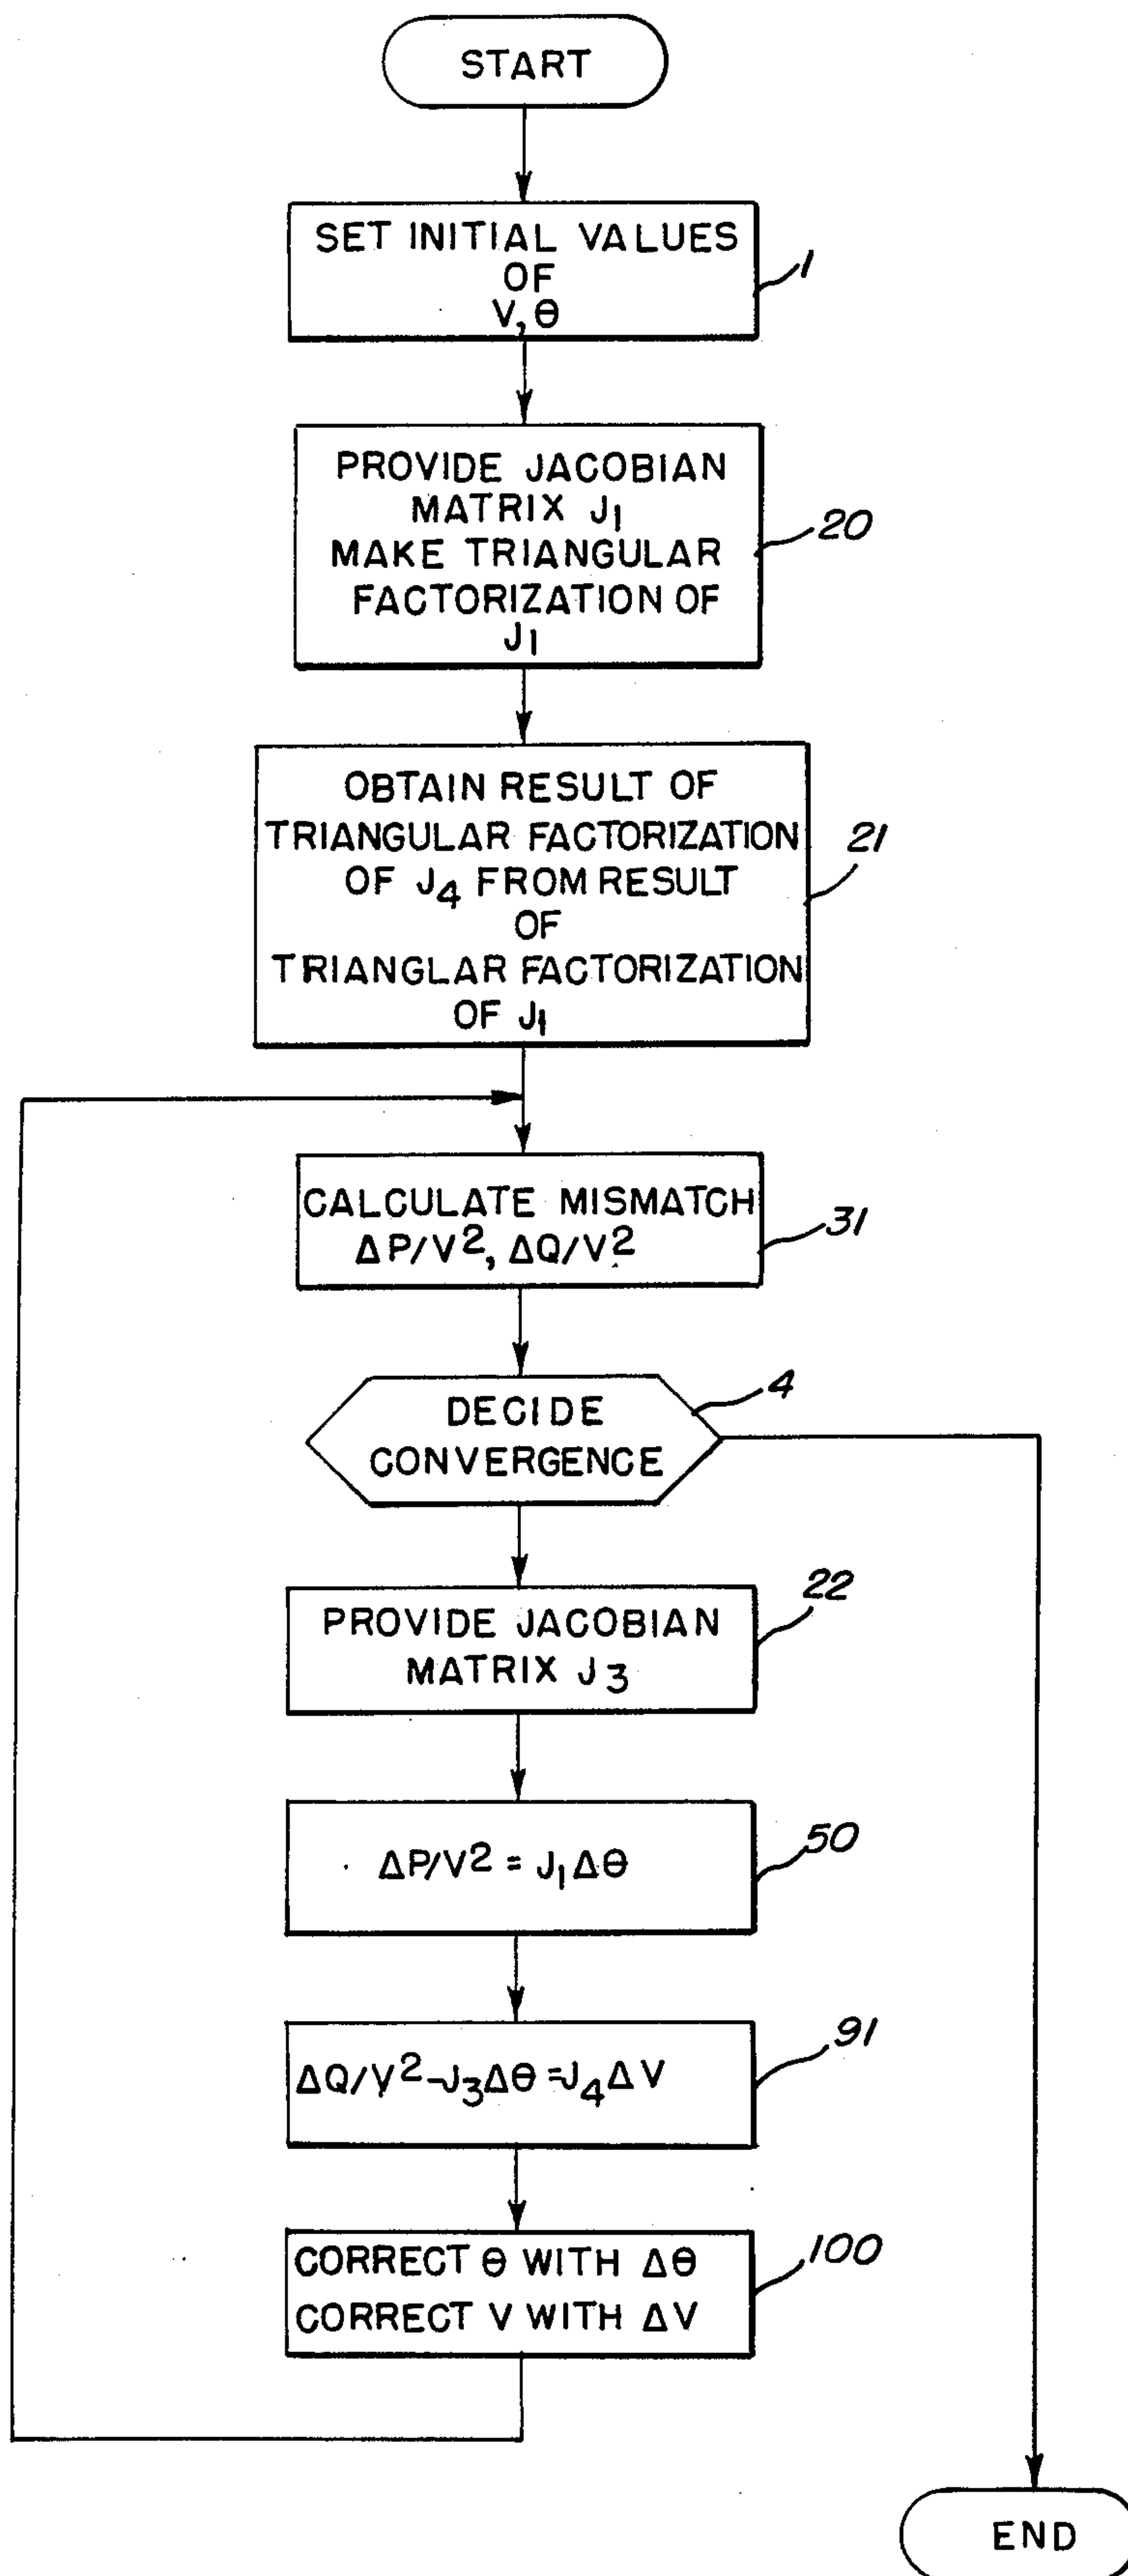 START
SET INITIAL VALUES
OF
V, θ
1
PROVIDE JACOBIAN
MATRIX J1
MAKE TRIANGULAR
FACTORIZATION OF
J1
20
OBTAIN RESULT OF
TRIANGULAR FACTORIZATION
OF J4 FROM RESULT
OF
TRIANGLAR FACTORIZATION
OF J1
21
CALCULATE MISMATCH
ΔP/V², ΔQ/V²
31
DECIDE
CONVERGENCE
4
PROVIDE JACOBIAN
MATRIX J3
22
ΔP/V² = J1Δθ
50
ΔQ/V²-J3Δθ=J4ΔV
91
CORRECT θ WITH Δθ
CORRECT V WITH ΔV
100
END